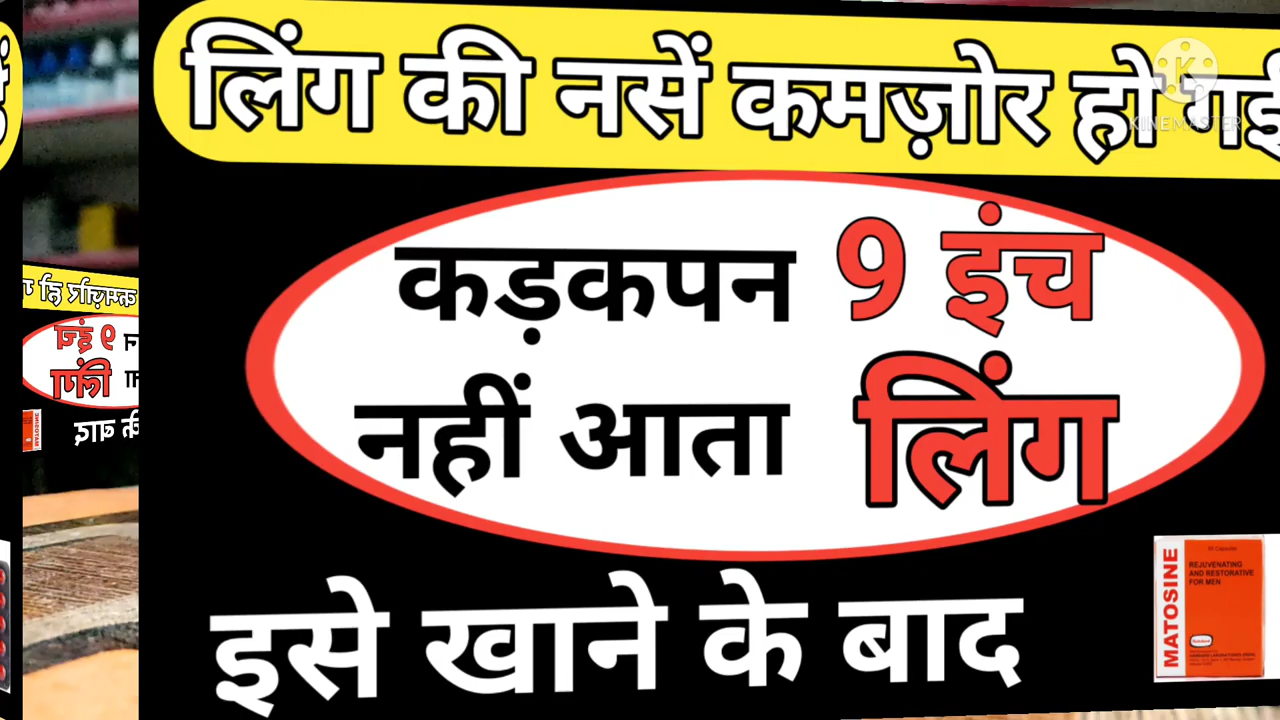 लिंग की नसें कमज़ोर हो गई
KINEMASTER
कड़कपन 9 इंच
नहीं आता लिंग
इसे खाने के बाद
MATOSINE
REJUVENATING
AND RESTORATIVE
FOR MEN